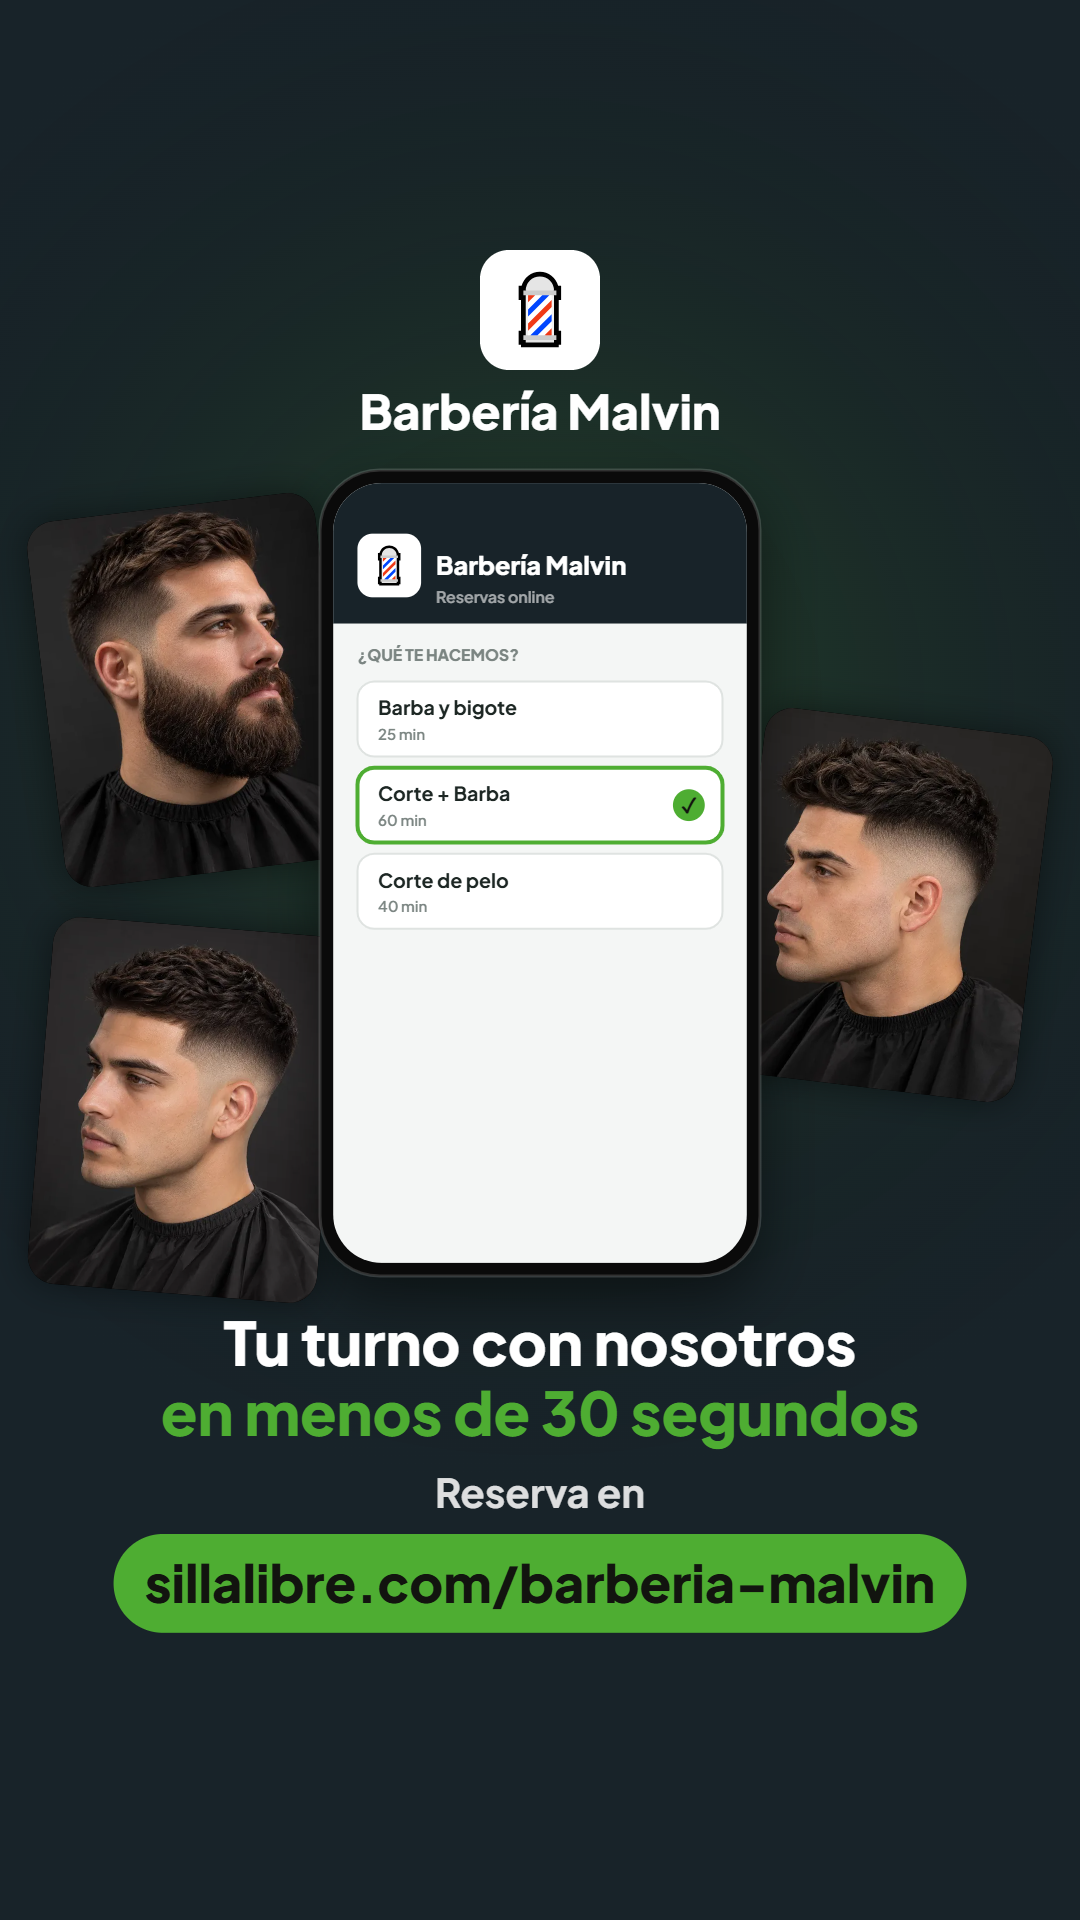 Barbería Malvin
Barbería Malvin
Reservas online
¿QUÉ TE HACEMOS?
Barba y bigote
25 min
Corte + Barba
60 min
Corte de pelo
40 min
Tu turno con nosotros
en menos de 30 segundos
Reserva en
sillalibre.com/barberia-malvin